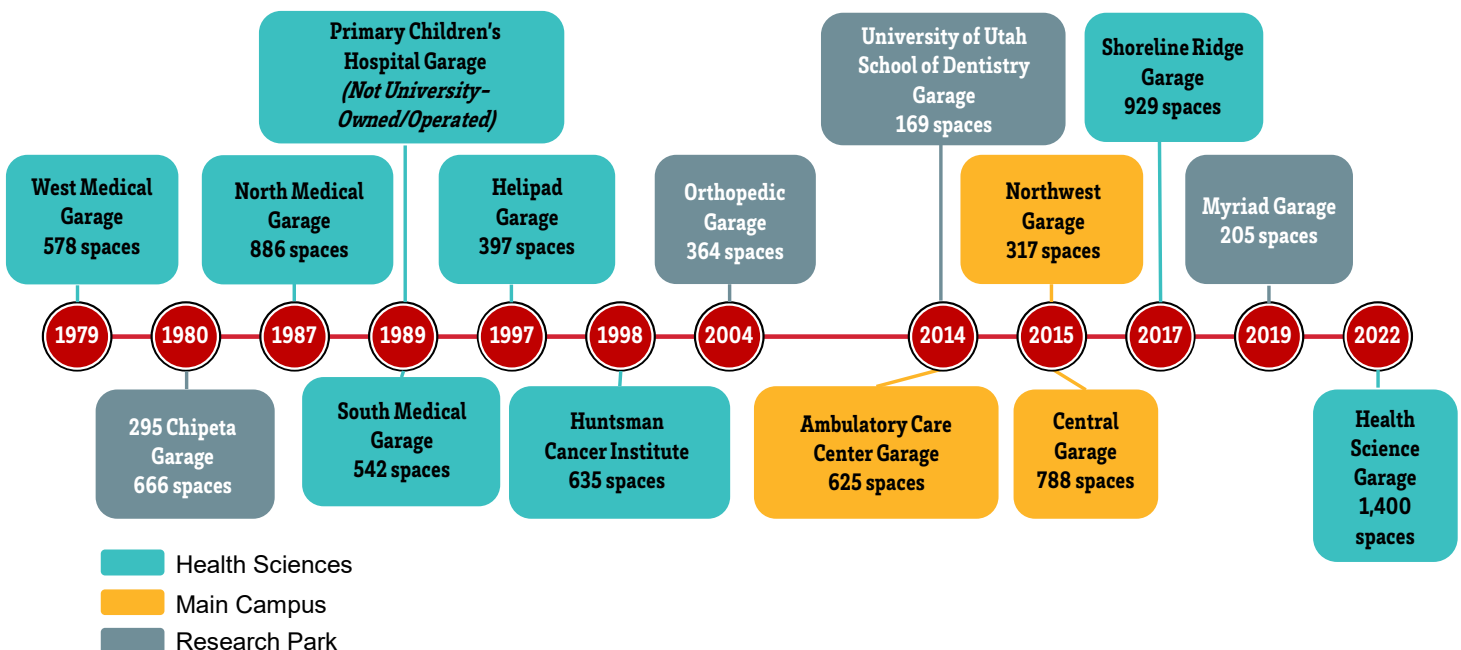 Primary Children's
Hospital Garage
(Not University-
Owned/Operated)
University of Utah
School of Dentistry
Garage
169 spaces
Shoreline Ridge
Garage
929 spaces
West Medical
Garage
578 spaces
North Medical
Garage
886 spaces
Helipad
Garage
397 spaces
Orthopedic
Garage
364 spaces
Northwest
Garage
317 spaces
Myriad Garage
205 spaces
1979
1980
1987
1989
1997
1998
2004
2014
2015
2017
2019
2022
295 Chipeta
Garage
666 spaces
South Medical
Garage
542 spaces
Huntsman
Cancer Institute
635 spaces
Ambulatory Care
Center Garage
625 spaces
Central
Garage
788 spaces
Health
Science
Garage
1,400
spaces
Health Sciences
Main Campus
Research Park